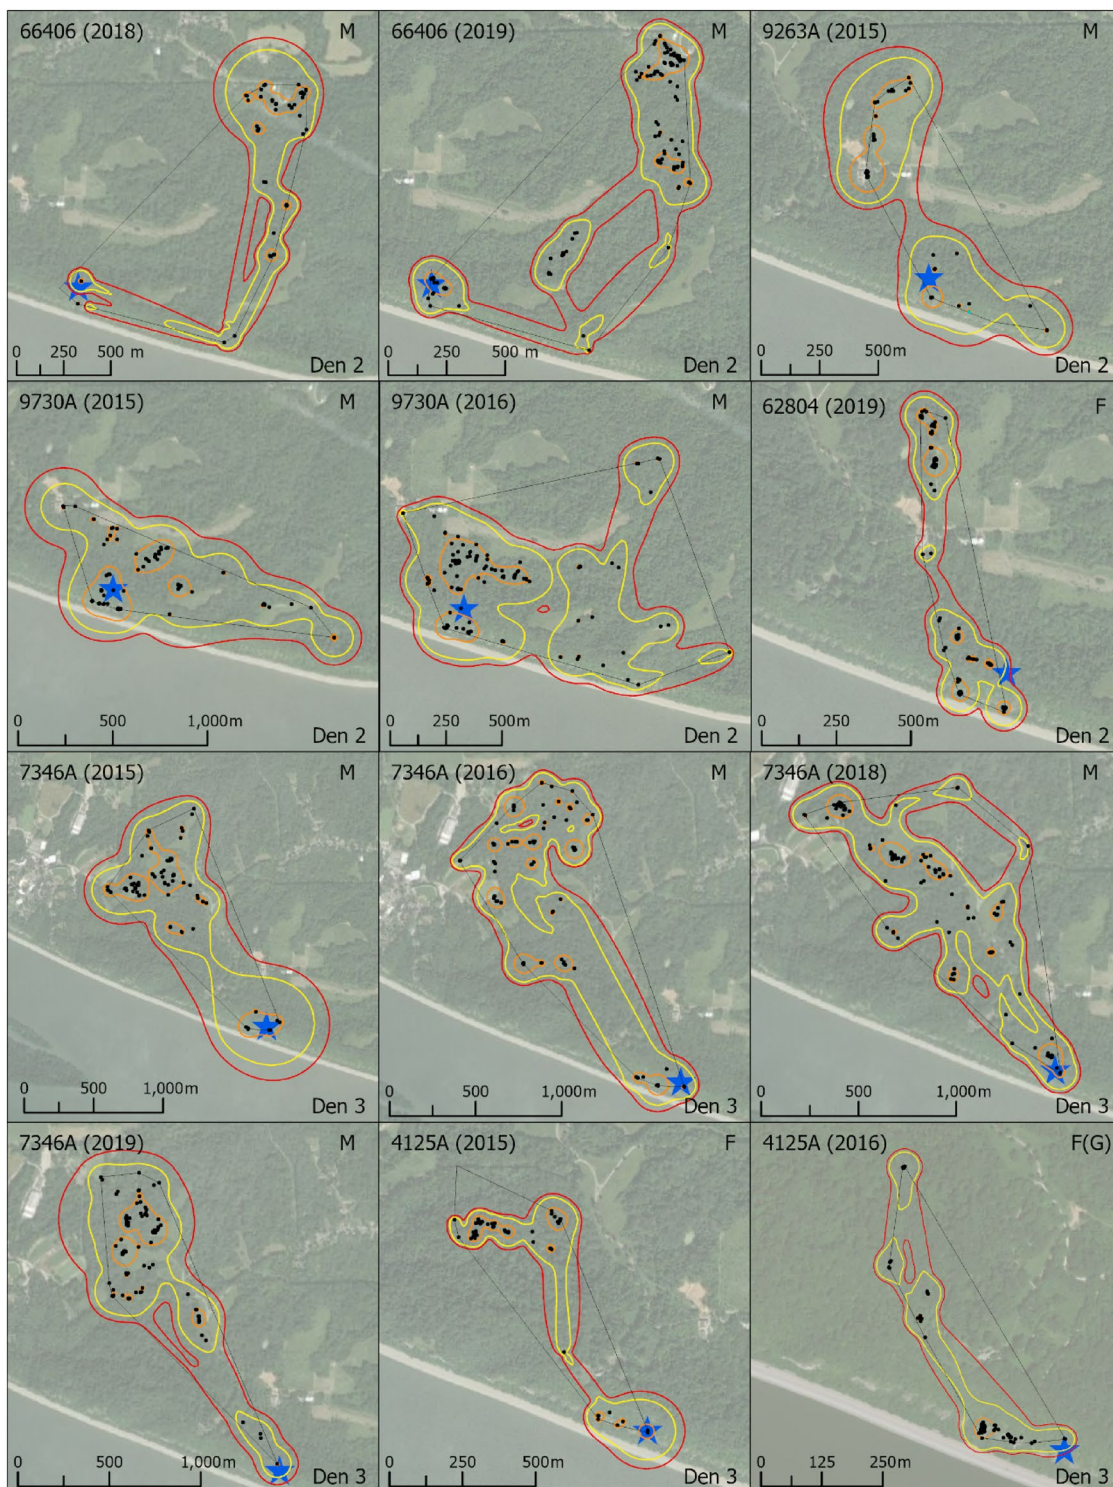 66406 (2018) M
0 250 500 m Den 2
66406 (2019) M
0 250 500 m Den 2
9263A (2015) M
0 250 500m Den 2
9730A (2015) M
0 500 1,000m Den 2
9730A (2016) M
0 250 500m Den 2
62804 (2019) F
0 250 500m Den 2
7346A (2015) M
0 500 1,000m Den 3
7346A (2016) M
0 500 1,000m Den 3
7346A (2018) M
0 500 1,000m Den 3
7346A (2019) M
0 500 1,000m Den 3
4125A (2015) F
0 250 500m Den 3
4125A (2016) F(G)
0 125 250m Den 3